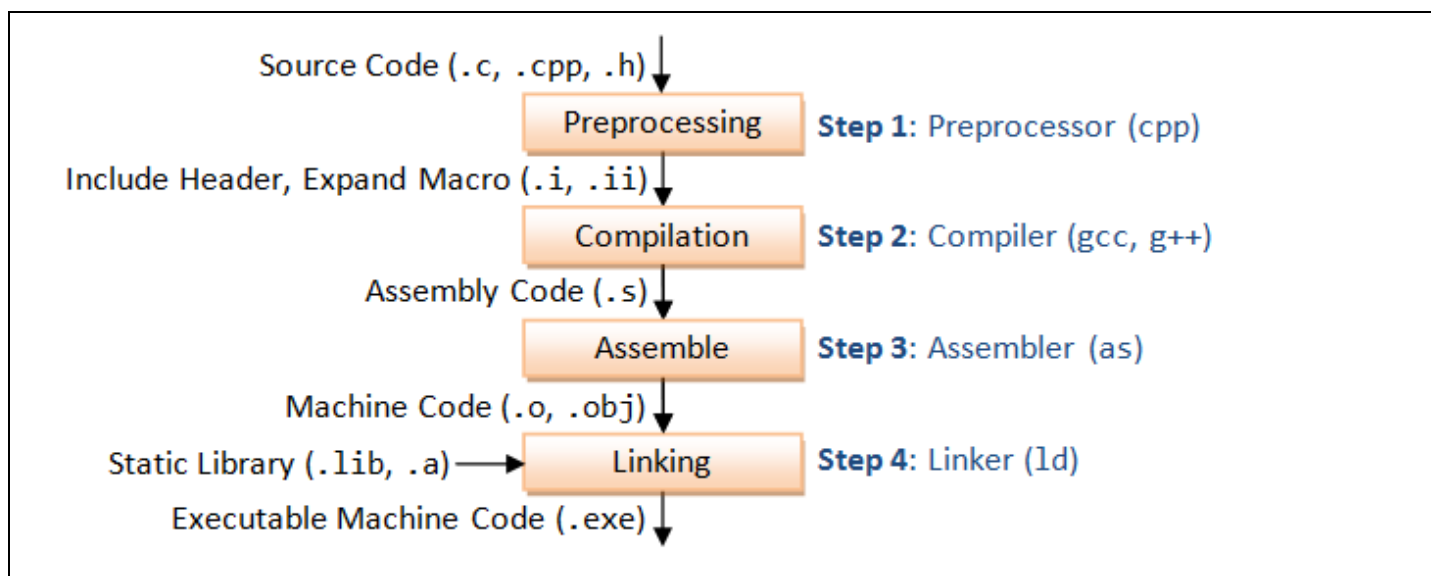 Source Code (.c, .cpp, .h)
Preprocessing
Step 1: Preprocessor (cpp)
Include Header, Expand Macro (.i, .ii)
Compilation
Step 2: Compiler (gcc, g++)
Assembly Code (.s)
Assemble
Step 3: Assembler (as)
Machine Code (.o, .obj)
Static Library (.lib, .a)
Linking
Step 4: Linker (ld)
Executable Machine Code (.exe)